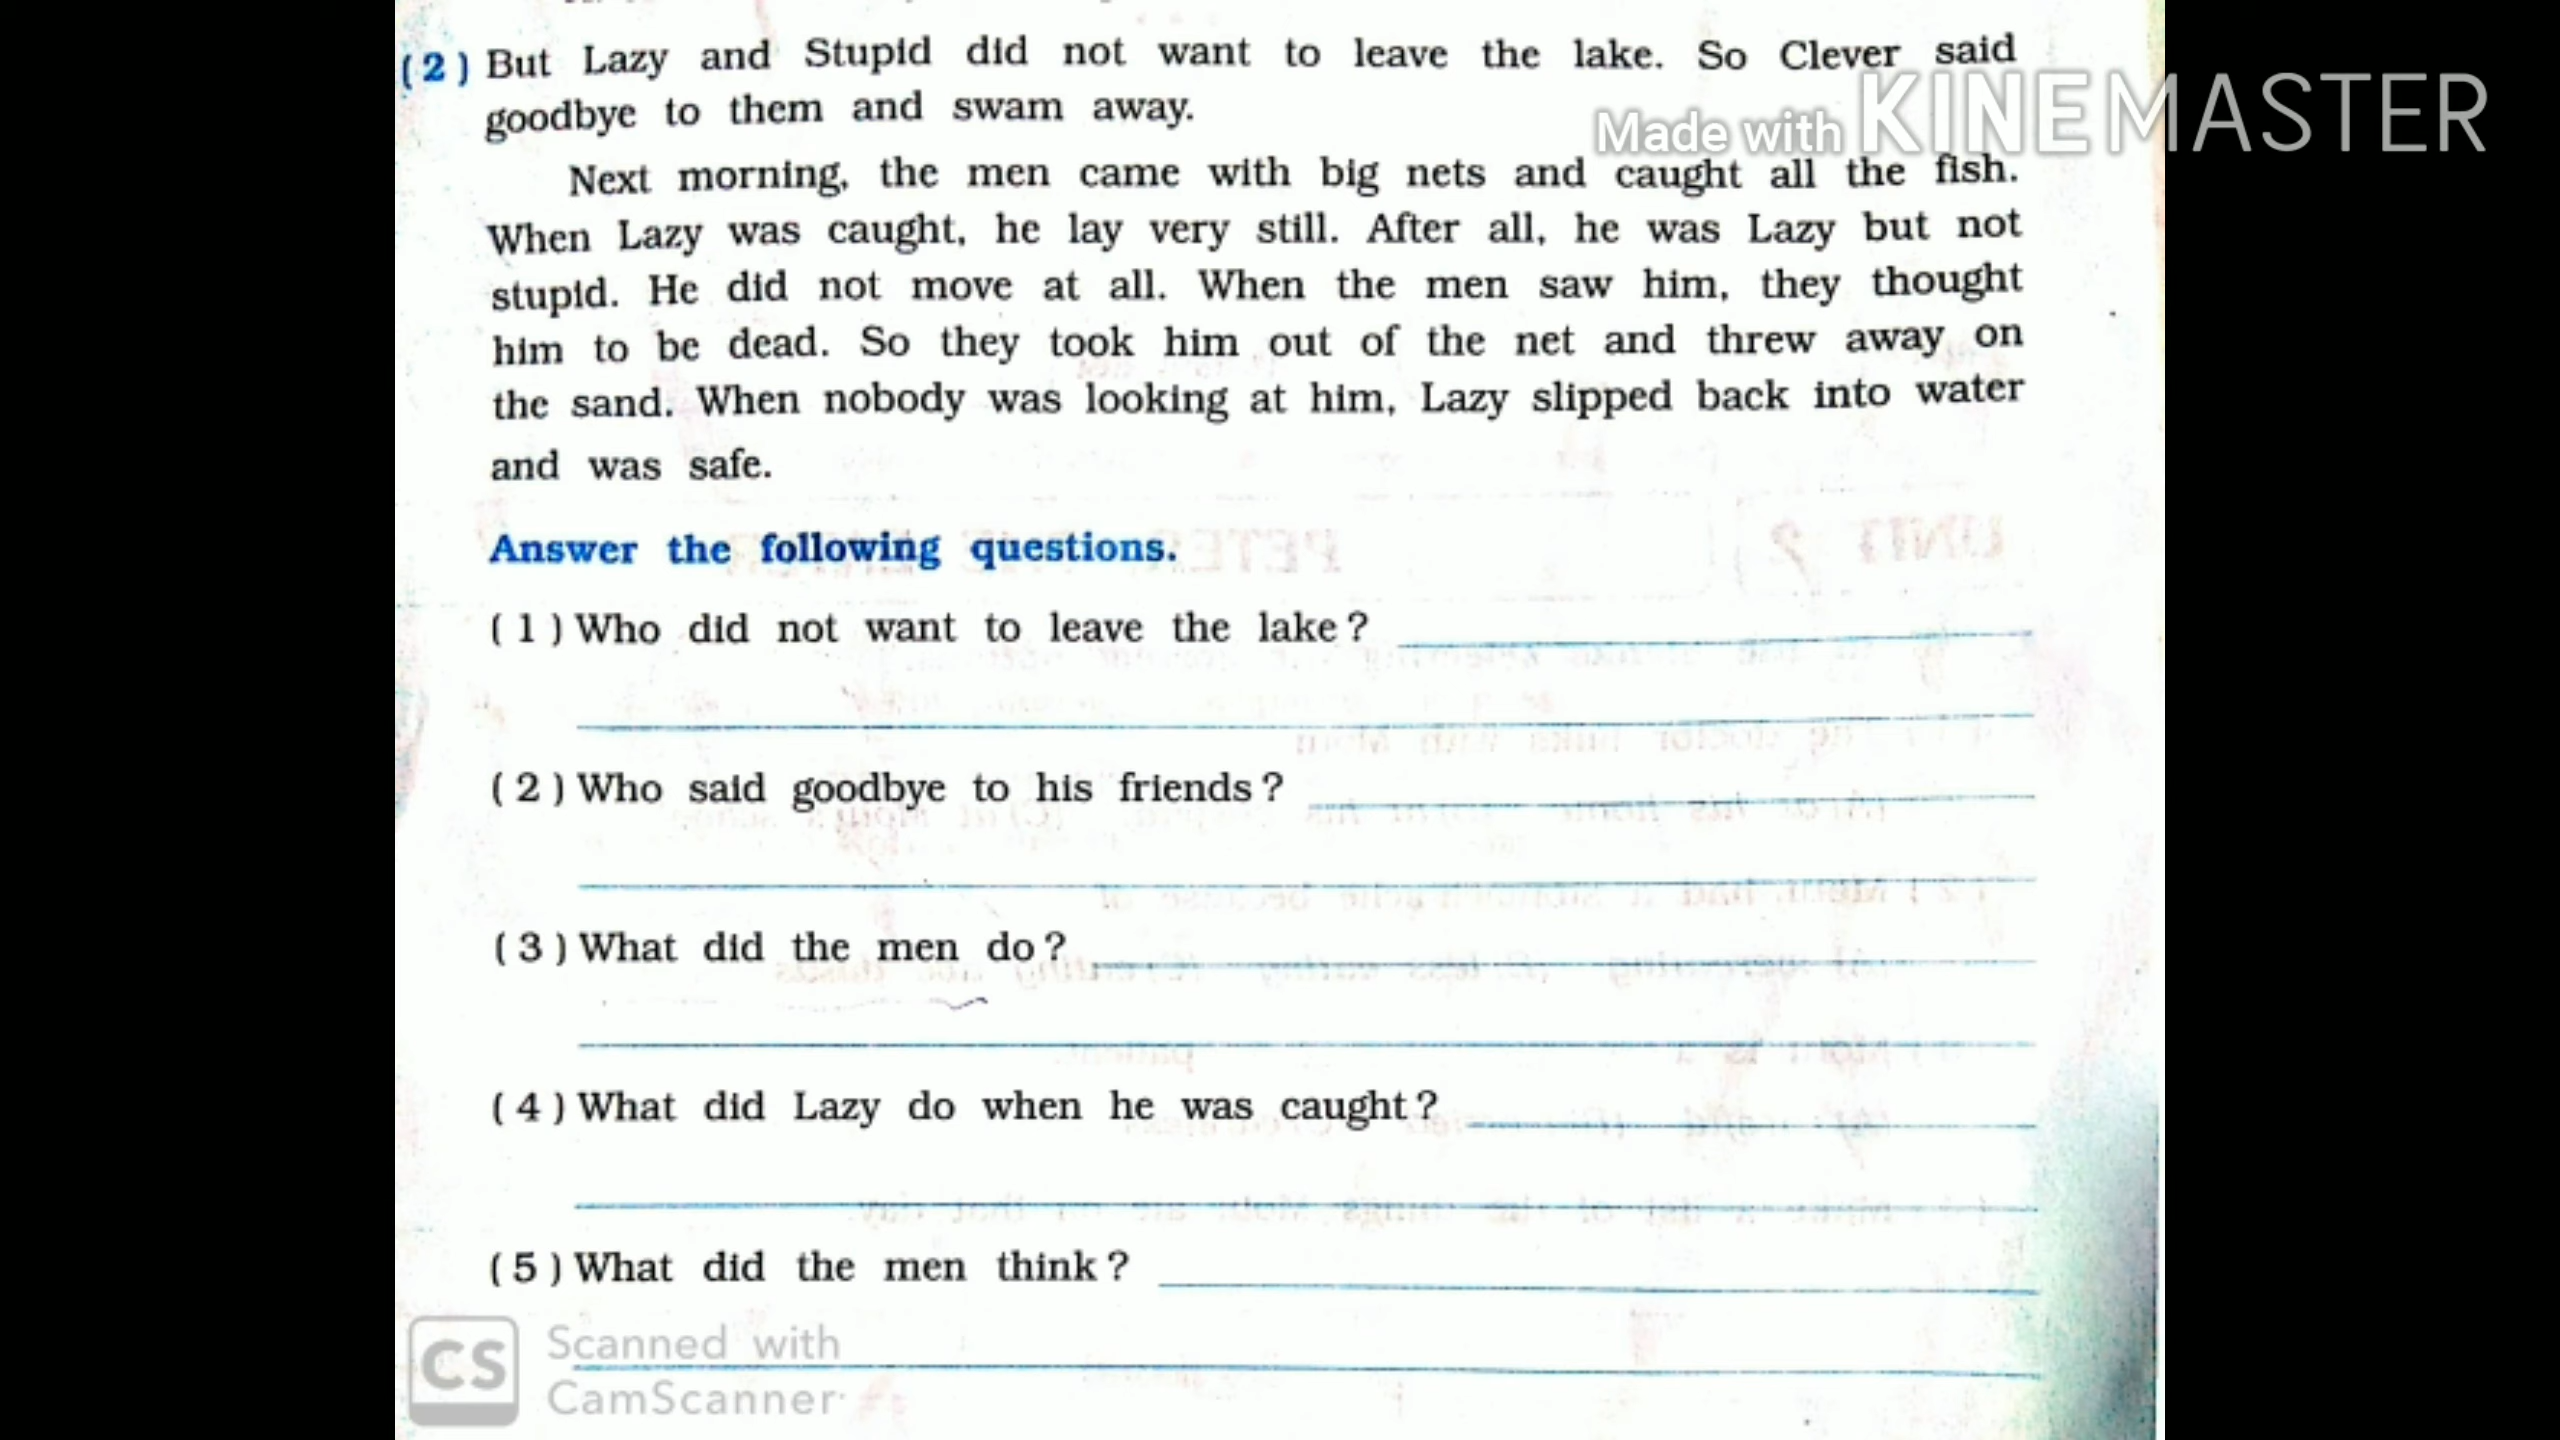 (2) But Lazy and Stupid did not want to leave the lake. So Clever said
goodbye to them and swam away.
Made with KINEMASTER
Next morning, the men came with big nets and caught all the fish.
When Lazy was caught, he lay very still. After all, he was Lazy but not
stupid. He did not move at all. When the men saw him, they thought
him to be dead. So they took him out of the net and threw away on
the sand. When nobody was looking at him, Lazy slipped back into water
and was safe.
Answer the following questions.
(1) Who did not want to leave the lake?
(2) Who said goodbye to his friends?
(3) What did the men do?
(4) What did Lazy do when he was caught?
(5) What did the men think?
CS Scanned with
CamScanner